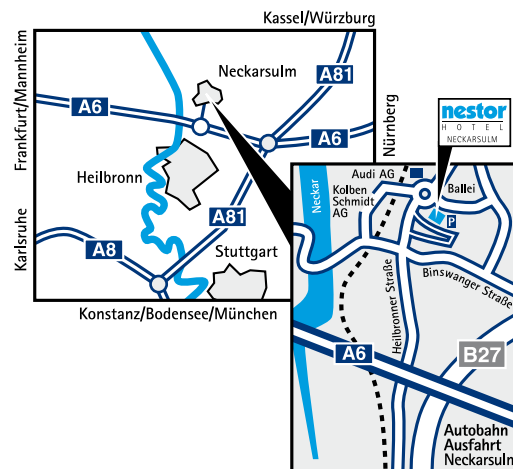 Kassel/Würzburg
Frankfurt/Mannheim
Neckarsulm
A81
A6
A6
Nürnberg
nestor
HOTEL
NECKARSULM
Heilbronn
Karlsruhe
A81
A8
Stuttgart
Konstanz/Bodensee/München
Audi AG
Kolben
Schmidt
AG
Ballei
P
Neckar
Binswanger Straße
Heilbronner Straße
A6
B27
Autobahn
Ausfahrt
Neckarsulm